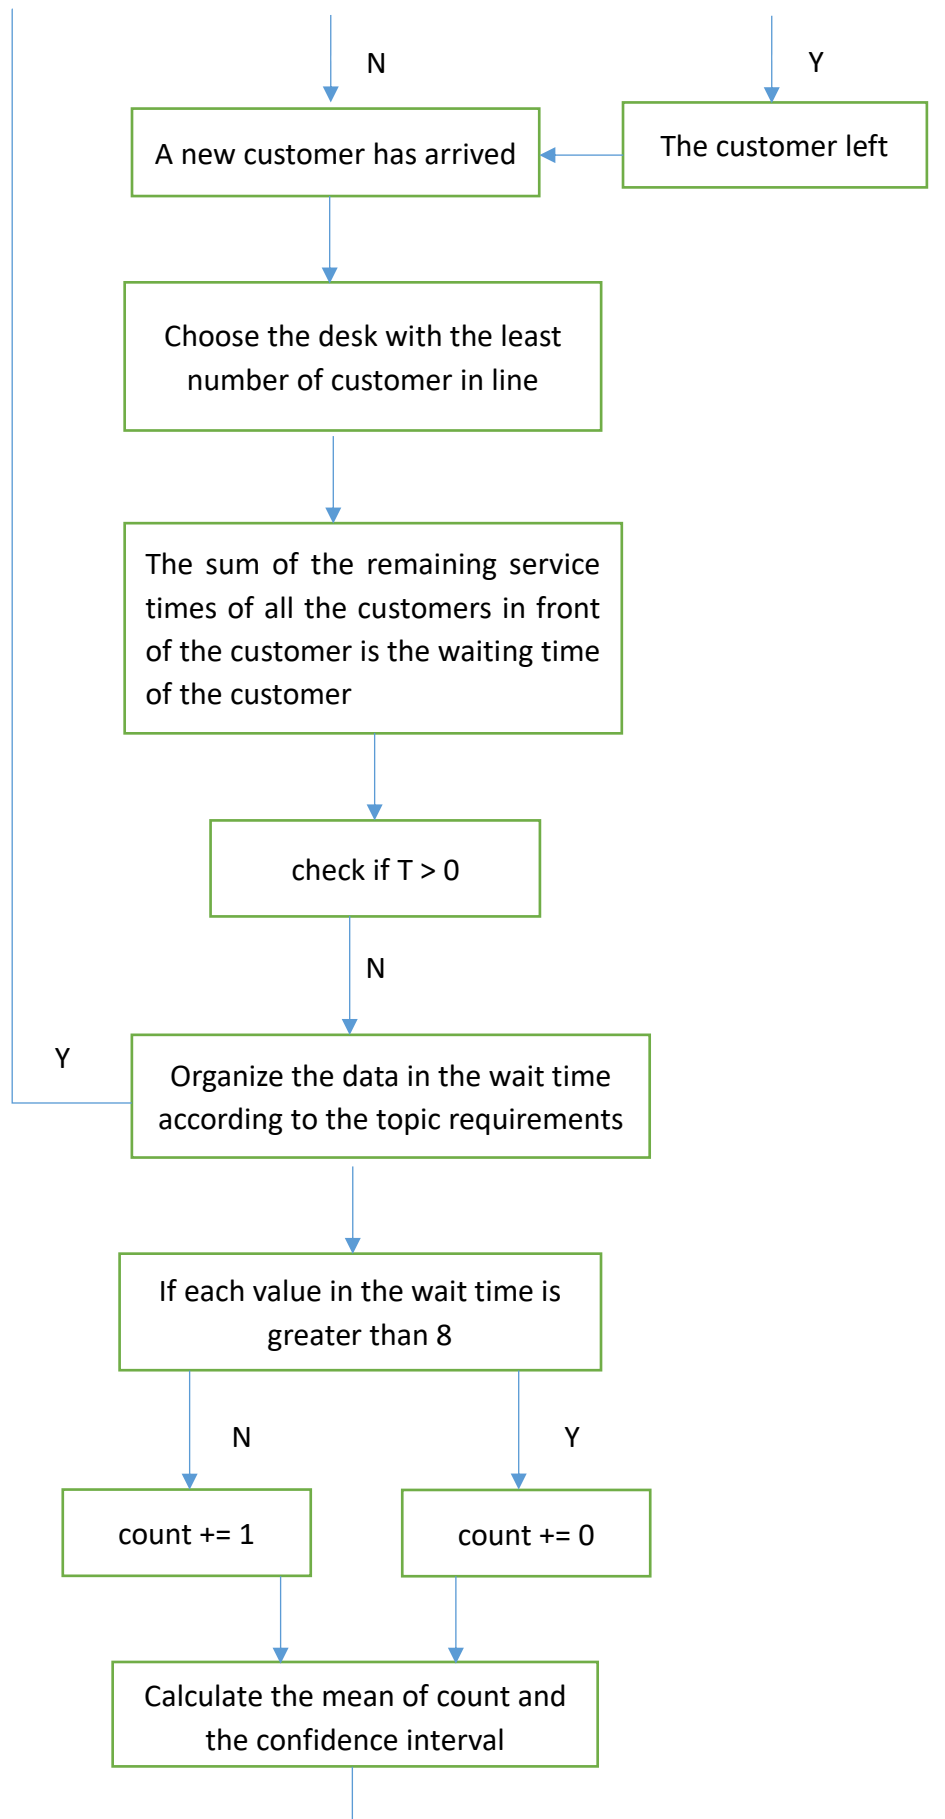 N
Y
A new customer has arrived
The customer left
Choose the desk with the least
number of customer in line
The sum of the remaining service
times of all the customers in front
of the customer is the waiting time
of the customer
check if T > 0
N
Y
Organize the data in the wait time
according to the topic requirements
If each value in the wait time is
greater than 8
N
Y
count += 1
count += 0
Calculate the mean of count and
the confidence interval